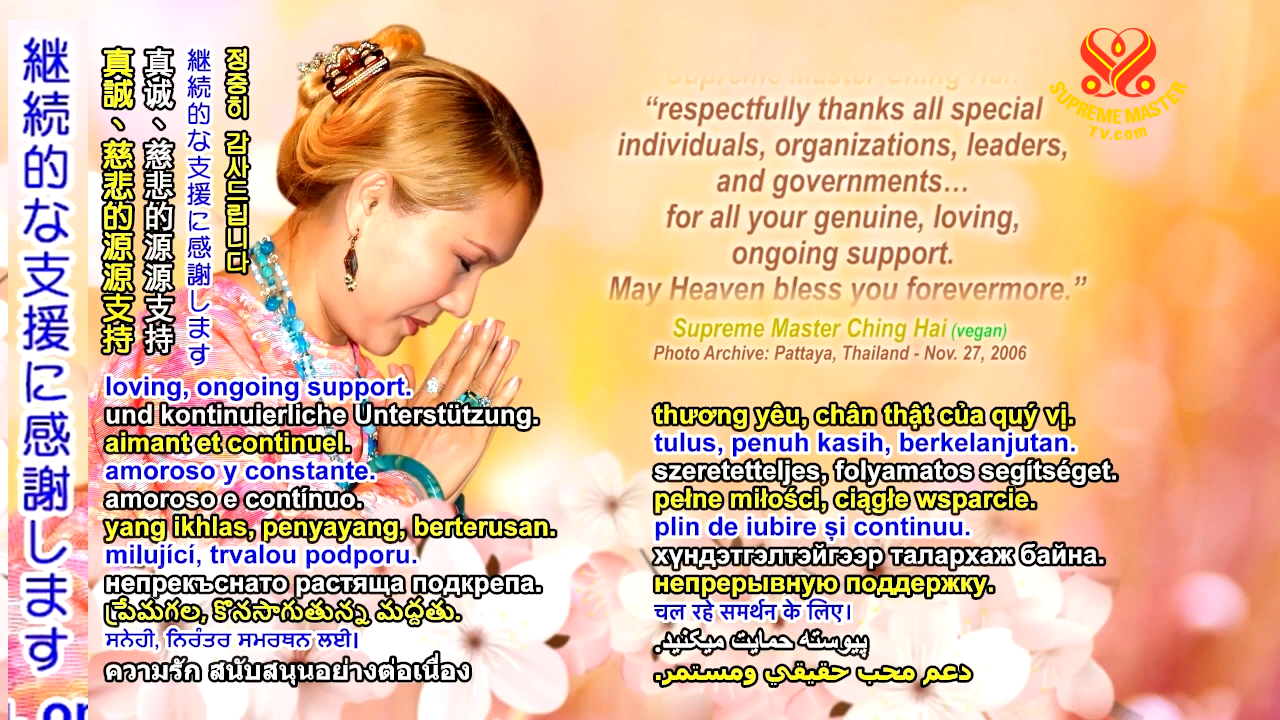 継続的な支援に感謝します
真誠、慈悲的源源支持
真诚、慈悲的源源支持
継続的な支援に感謝します
정중히 감사드립니다
Supreme Master Ching Hai:
“respectfully thanks all special
individuals, organizations, leaders,
and governments…
for all your genuine, loving,
ongoing support.
May Heaven bless you forevermore.”
Supreme Master Ching Hai (vegan)
Photo Archive: Pattaya, Thailand - Nov. 27, 2006
SUPREME MASTER
TV.com
loving, ongoing support.
und kontinuierliche Unterstützung.
aimant et continuel.
amoroso y constante.
amoroso e contínuo.
yang ikhlas, penyayang, berterusan.
milující, trvalou podporu.
непрекъснато растяща подкрепа.
ప్రేమగల, కొనసాగుతున్న మద్దతు.
ਸਨੇਹੀ, ਨਿਰੰਤਰ ਸਮਰਥਨ ਲਈ।
ความรัก สนับสนุนอย่างต่อเนื่อง
thương yêu, chân thật của quý vị.
tulus, penuh kasih, berkelanjutan.
szeretetteljes, folyamatos segítséget.
pełne miłości, ciągłe wsparcie.
plin de iubire și continuu.
хүндэтгэлтэйгээр талархаж байна.
непрерывную поддержку.
चल रहे समर्थन के लिए।
پیوسته حمایت میکنید.
دعم محب حقيقي ومستمر.